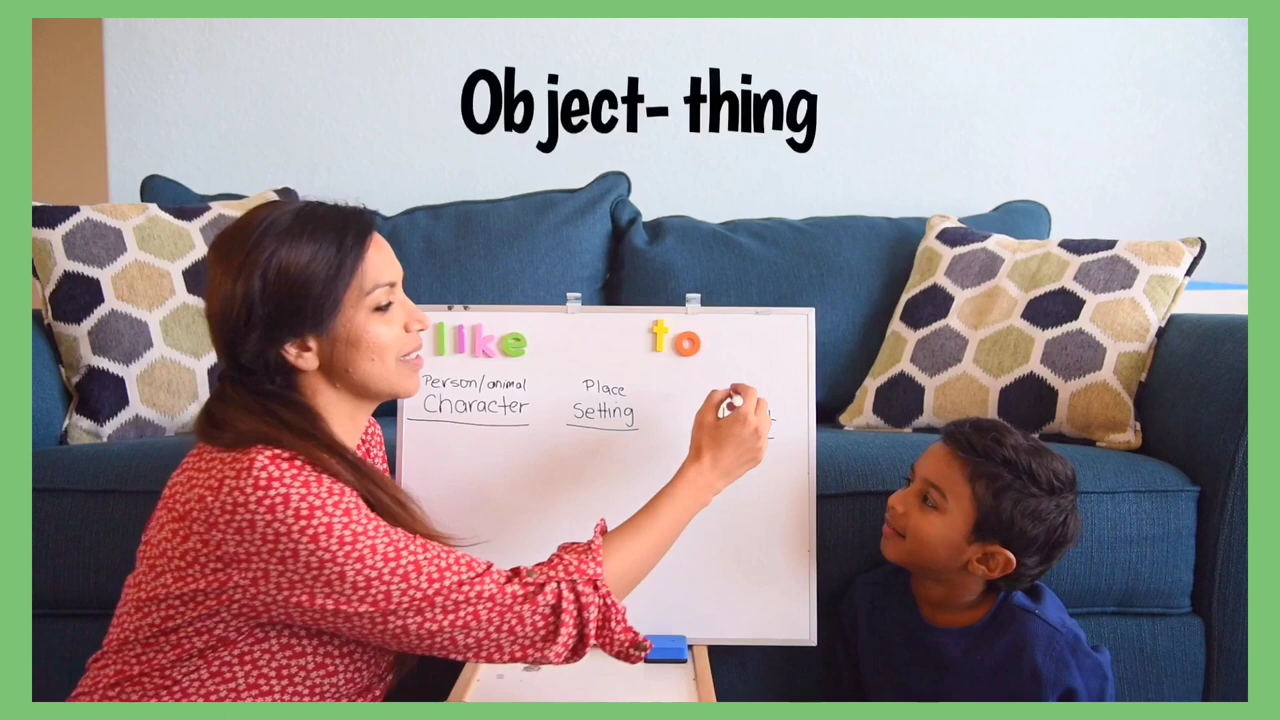 Object- thing
like to
Person/animal Place
Character Setting